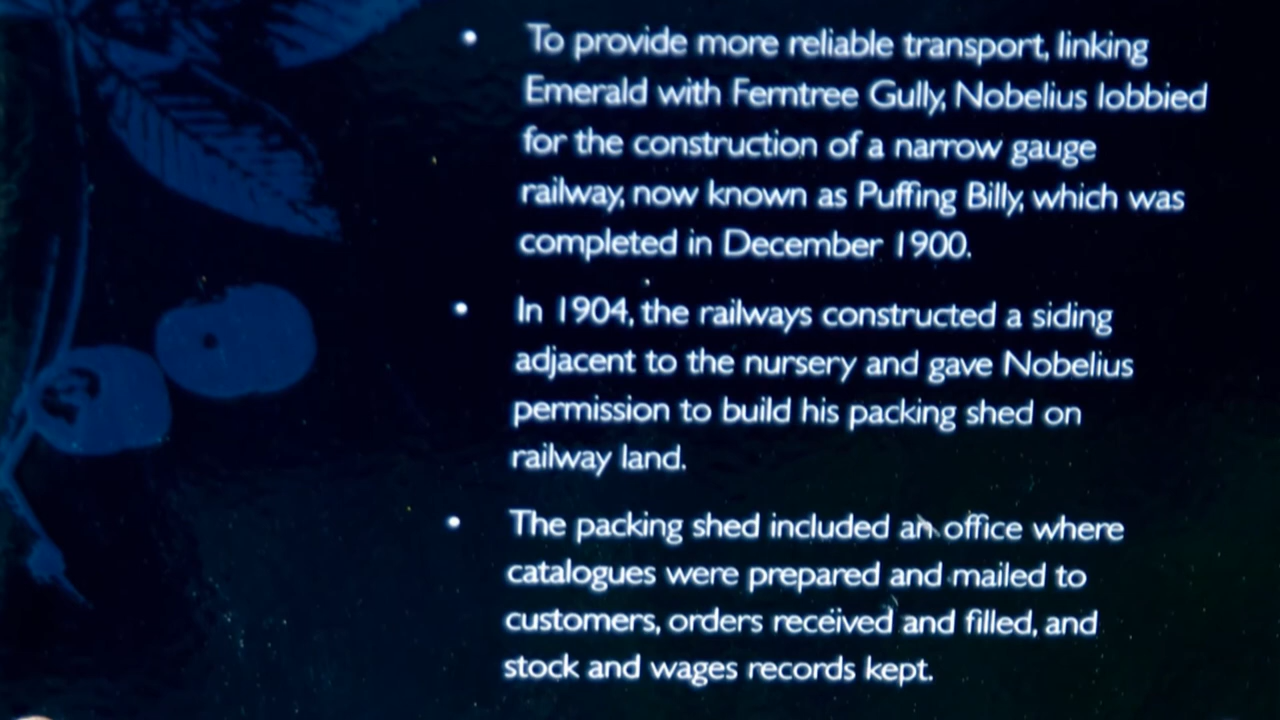 • To provide more reliable transport, linking
Emerald with Ferntree Gully, Nobelius lobbied
for the construction of a narrow gauge
railway, now known as Puffing Billy, which was
completed in December 1900.
• In 1904, the railways constructed a siding
adjacent to the nursery and gave Nobelius
permission to build his packing shed on
railway land.
• The packing shed included an office where
catalogues were prepared and mailed to
customers, orders received and filled, and
stock and wages records kept.